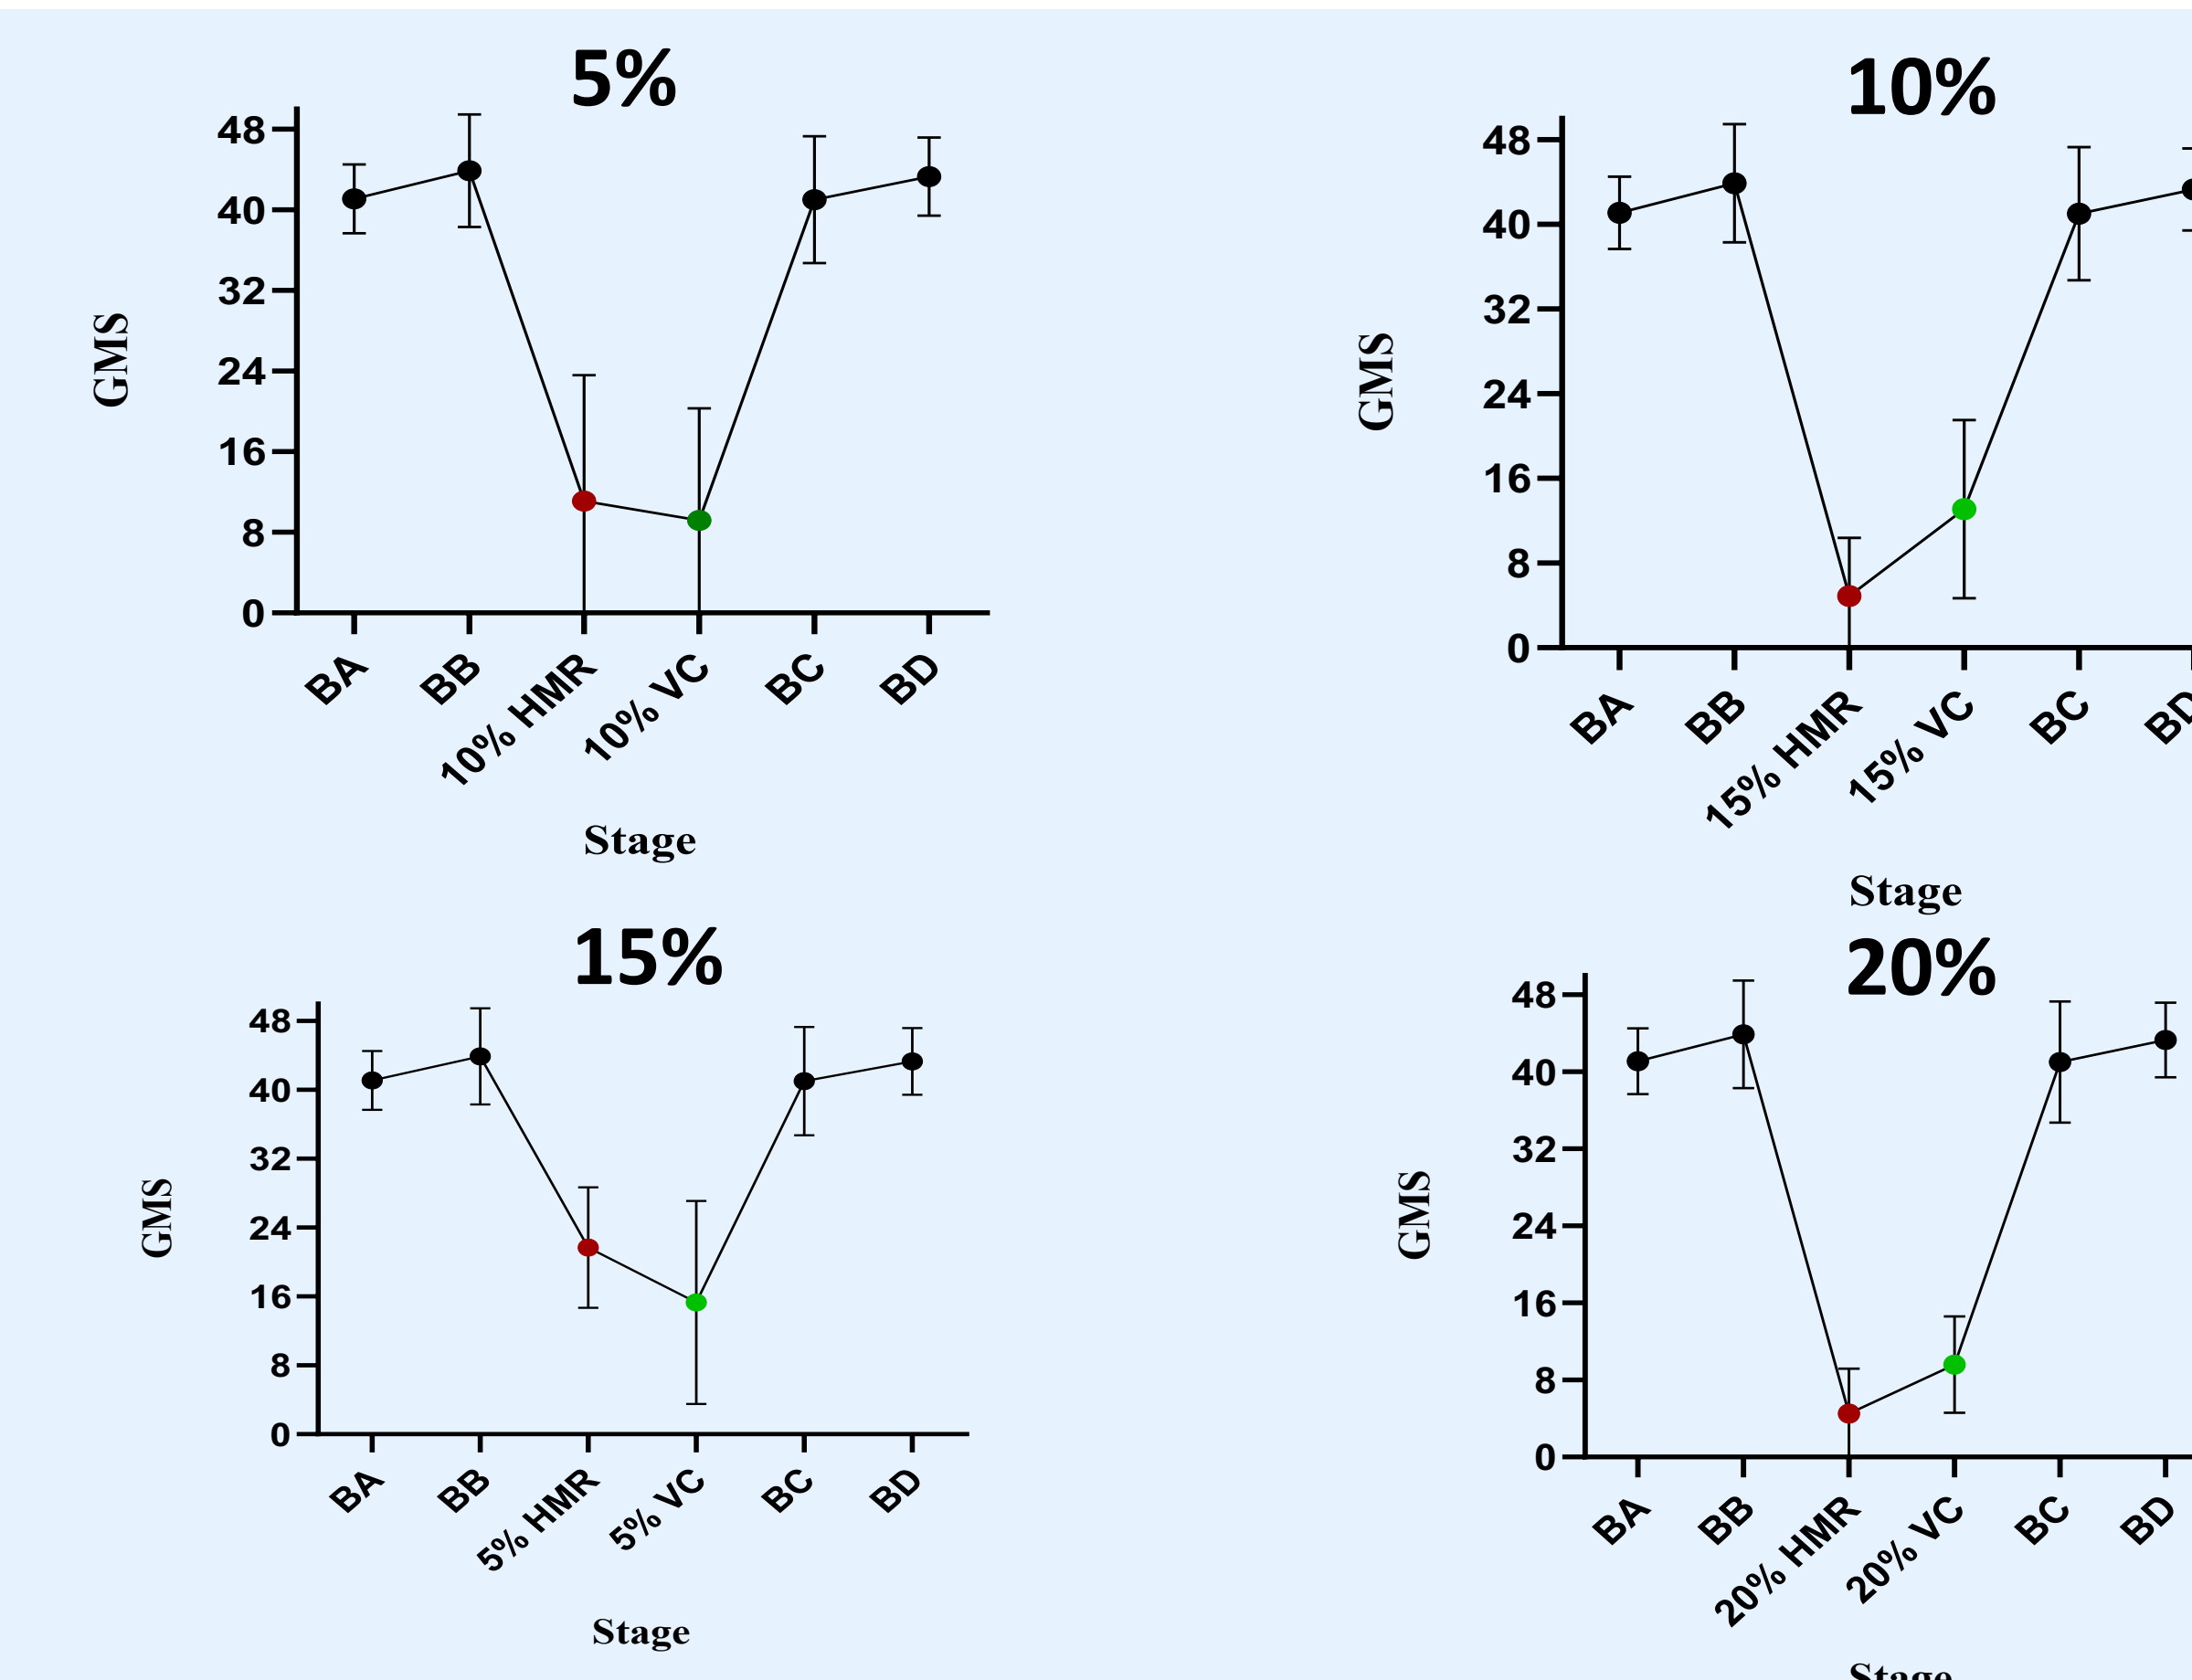 5%
GMS
48
40
32
24
16
8
0
BA
BB
10% HMR
10% VC
BC
BD
Stage
10%
GMS
48
40
32
24
16
8
0
BA
BB
15% HMR
15% VC
BC
BD
Stage
15%
GMS
48
40
32
24
16
8
0
BA
BB
5% HMR
5% VC
BC
BD
Stage
20%
GMS
48
40
32
24
16
8
0
BA
BB
20% HMR
20% VC
BC
BD
Stage